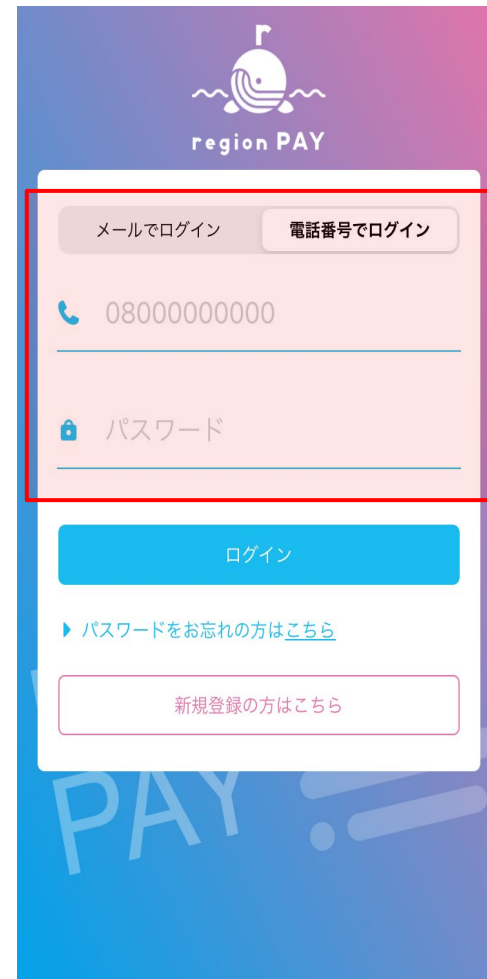 r
region PAY
メールでログイン 電話番号でログイン
08000000000
パスワード
ログイン
パスワードをお忘れの方はこちら
新規登録の方はこちら
PAY